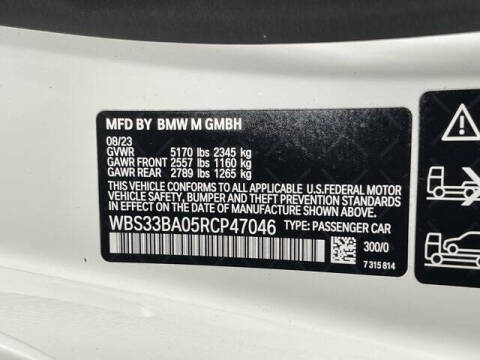 MFD BY BMW M GMBH
08/23
GVWR 5170 lbs 2345 kg
GAWR FRONT 2557 lbs 1160 kg
GAWR REAR 2789 lbs 1265 kg
THIS VEHICLE CONFORMS TO ALL APPLICABLE U.S.FEDERAL MOTOR
VEHICLE SAFETY, BUMPER AND THEFT PREVENTION STANDARDS
IN EFFECT ON THE DATE OF MANUFACTURE SHOWN ABOVE.
WBS33BA05RCP47046 TYPE: PASSENGER CAR
300/0
7 315 814